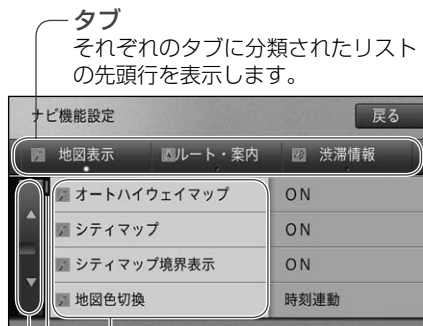 タブ
それぞれのタブに分類されたリスト
の先頭行を表示します。
ナビ機能設定
戻る
地図表示
ルート・案内
渋滞情報
オートハイウェイマップ ON
シティマップ ON
シティマップ境界表示 ON
地図色切換 時刻連動